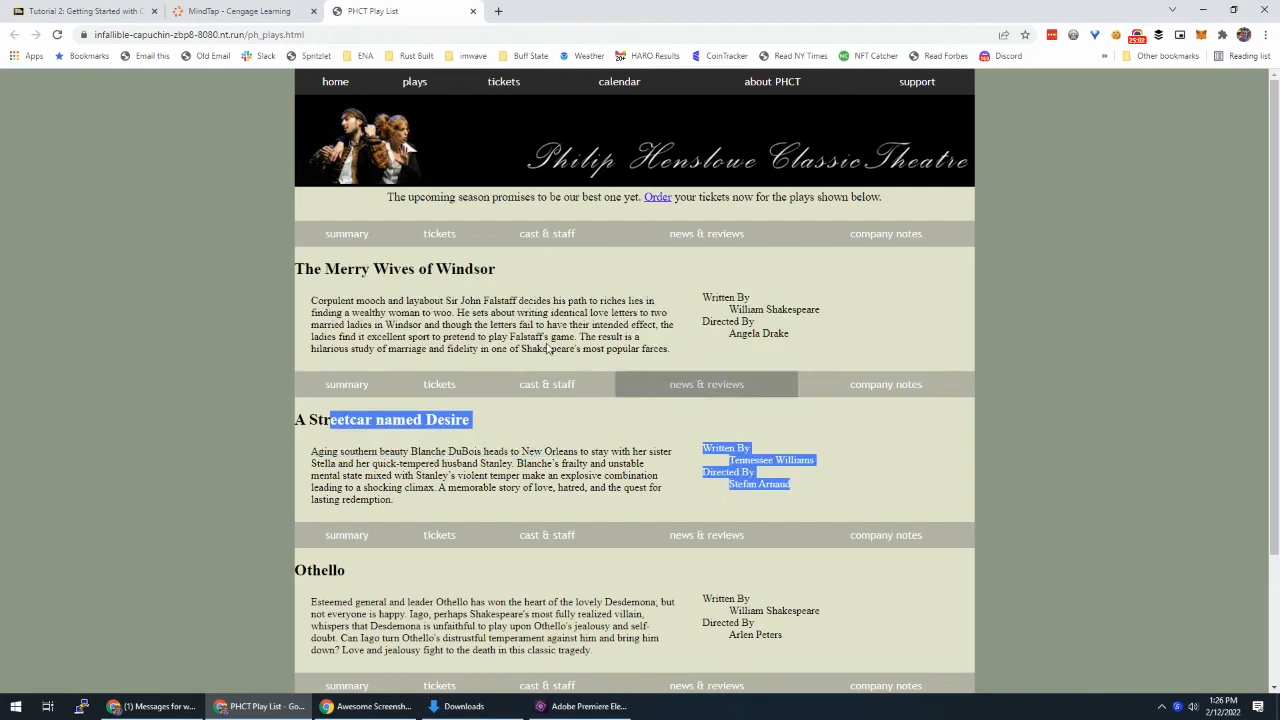 Tutorial 2: Getting Started with C
MindTap - Cengage Learning
PHCT Play List
infallible-capuchin-zbp8-8080.nt.run/ph_plays.html
25:02
Apps
Bookmarks
Email this
Old Email
Slack
Splitzel
ENA
Rust Built
imwave
Buff State
Weather
HARO Results
CoinTracker
Read NY Times
NFT Catcher
Read Forbes
Discord
»
Other bookmarks
Reading list
home plays tickets calendar about PHCT support
Philip Henslowe Classic Theatre
The upcoming season promises to be our best one yet. Order your tickets now for the plays shown below.
summary tickets cast & staff news & reviews company notes
The Merry Wives of Windsor
Corpulent mooch and layabout Sir John Falstaff decides his path to riches lies in
finding a wealthy woman to woo. He sets about writing identical love letters to two
married ladies in Windsor and though the letters fail to have their intended effect, the
ladies find it excellent sport to pretend to play Falstaff's game. The result is a
hilarious study of marriage and fidelity in one of Shakespeare's most popular farces.
Written By
William Shakespeare
Directed By
Angela Drake
summary tickets cast & staff news & reviews company notes
A Streetcar named Desire
Aging southern beauty Blanche DuBois heads to New Orleans to stay with her sister
Stella and her quick-tempered husband Stanley. Blanche's frailty and unstable
mental state mixed with Stanley's violent temper make an explosive combination
leading to a shocking climax. A memorable story of love, hatred, and the quest for
lasting redemption.
Written By
Tennessee Williams
Directed By
Stefan Arnaud
summary tickets cast & staff news & reviews company notes
Othello
Esteemed general and leader Othello has won the heart of the lovely Desdemona; but
not everyone is happy. Iago, perhaps Shakespeare's most fully realized villain,
whispers that Desdemona is unfaithful to play upon Othello's jealousy and self-
doubt. Can Iago turn Othello's distrustful temperament against him and bring him
down? Love and jealousy fight to the death in this classic tragedy.
Written By
William Shakespeare
Directed By
Arlen Peters
summary tickets cast & staff news & reviews company notes
(1) Messages for w...
PHCT Play List - Go...
Awesome Screensh...
Downloads
Adobe Premiere Ele...
1:26 PM
2/12/2022